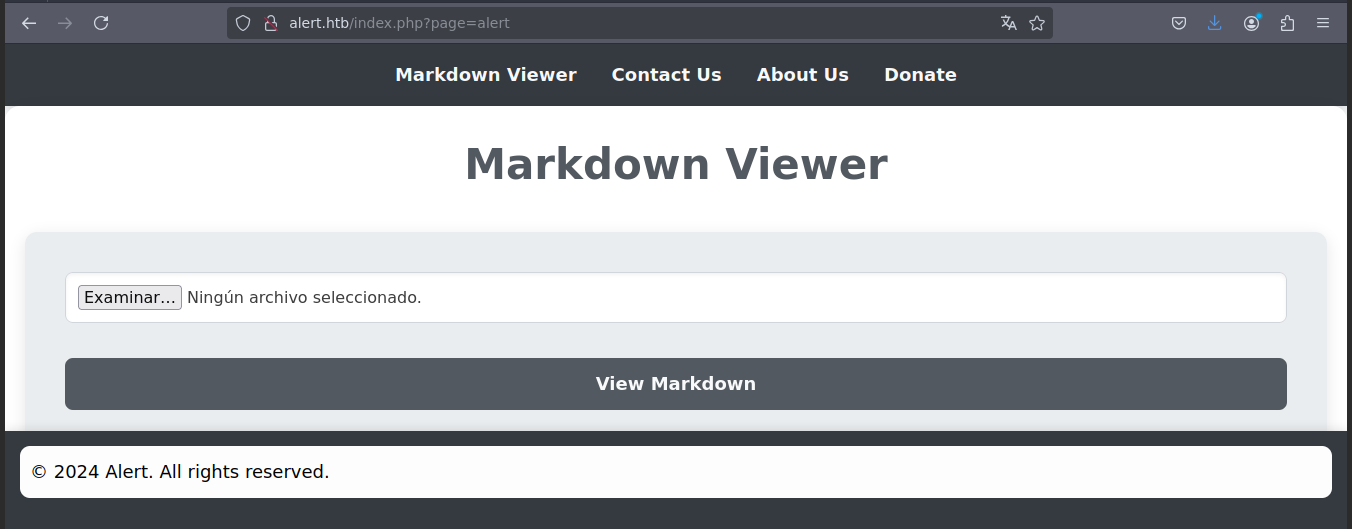 alert.htb/index.php?page=alert
Markdown Viewer Contact Us About Us Donate
Markdown Viewer
Examinar... Ningún archivo seleccionado.
View Markdown
© 2024 Alert. All rights reserved.